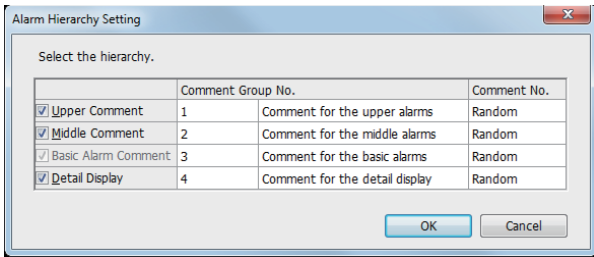 Alarm Hierarchy Setting
Select the hierarchy.
Comment Group No. Comment No.
Upper Comment 1 Comment for the upper alarms Random
Middle Comment 2 Comment for the middle alarms Random
Basic Alarm Comment 3 Comment for the basic alarms Random
Detail Display 4 Comment for the detail display Random
OK Cancel